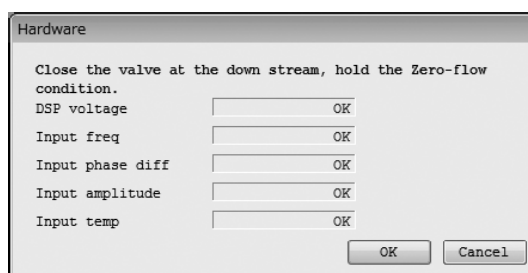 Hardware
Close the valve at the down stream, hold the Zero-flow
condition.
DSP voltage OK
Input freq OK
Input phase diff OK
Input amplitude OK
Input temp OK
OK Cancel